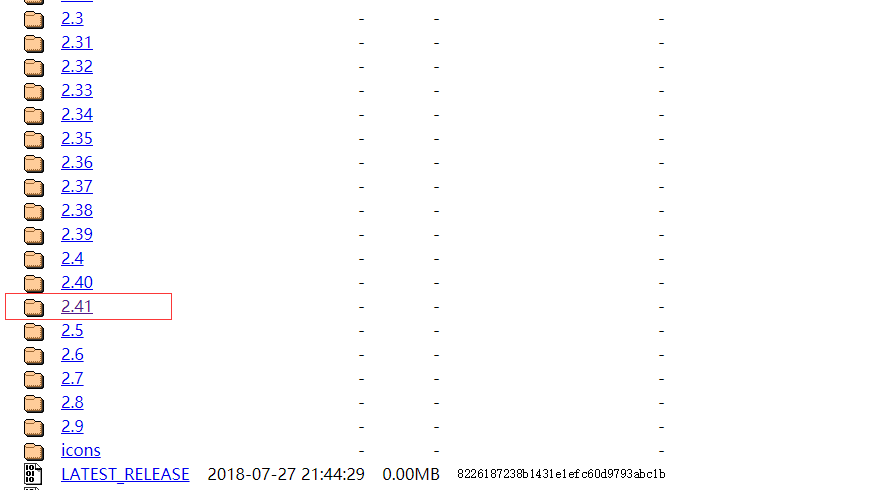 2.3 - - -
2.31 - - -
2.32 - - -
2.33 - - -
2.34 - - -
2.35 - - -
2.36 - - -
2.37 - - -
2.38 - - -
2.39 - - -
2.4 - - -
2.40 - - -
2.41 - - -
2.5 - - -
2.6 - - -
2.7 - - -
2.8 - - -
2.9 - - -
icons - - -
LATEST_RELEASE 2018-07-27 21:44:29 0.00MB 8226187238b1431e1efc60d9793abc1b